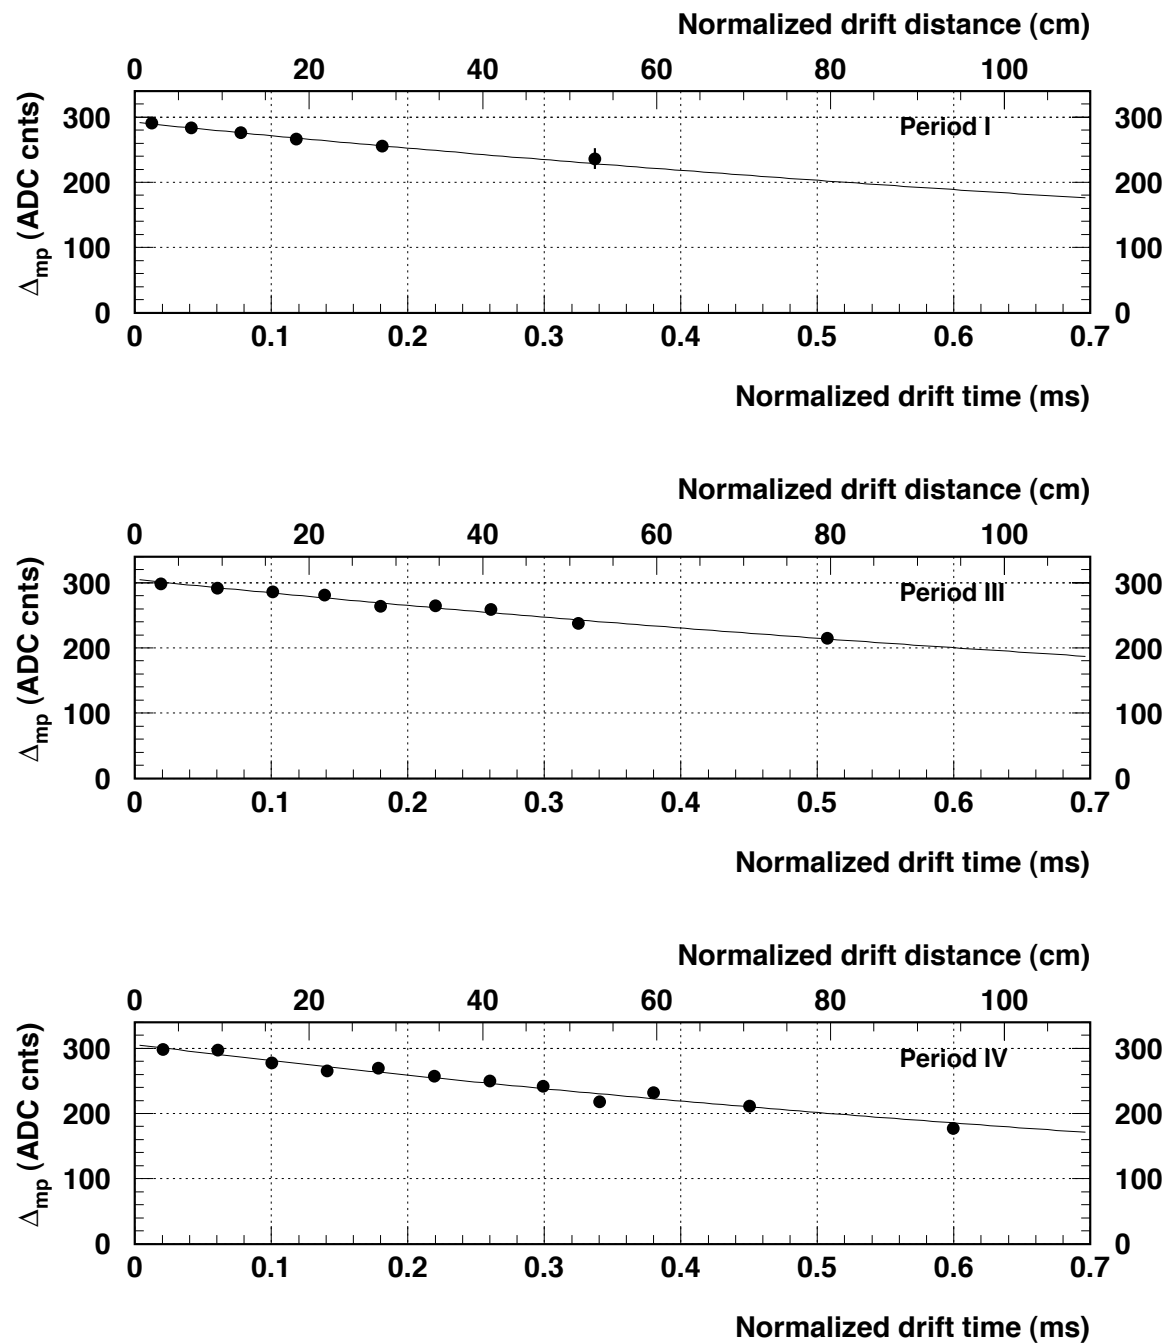 Normalized drift distance (cm)
0 20 40 60 80 100
Δmp (ADC cnts)
300 Period I 300
200 200
100 100
0 0
0 0.1 0.2 0.3 0.4 0.5 0.6 0.7
Normalized drift time (ms)
Normalized drift distance (cm)
0 20 40 60 80 100
Δmp (ADC cnts)
300 Period III 300
200 200
100 100
0 0
0 0.1 0.2 0.3 0.4 0.5 0.6 0.7
Normalized drift time (ms)
Normalized drift distance (cm)
0 20 40 60 80 100
Δmp (ADC cnts)
300 Period IV 300
200 200
100 100
0 0
0 0.1 0.2 0.3 0.4 0.5 0.6 0.7
Normalized drift time (ms)